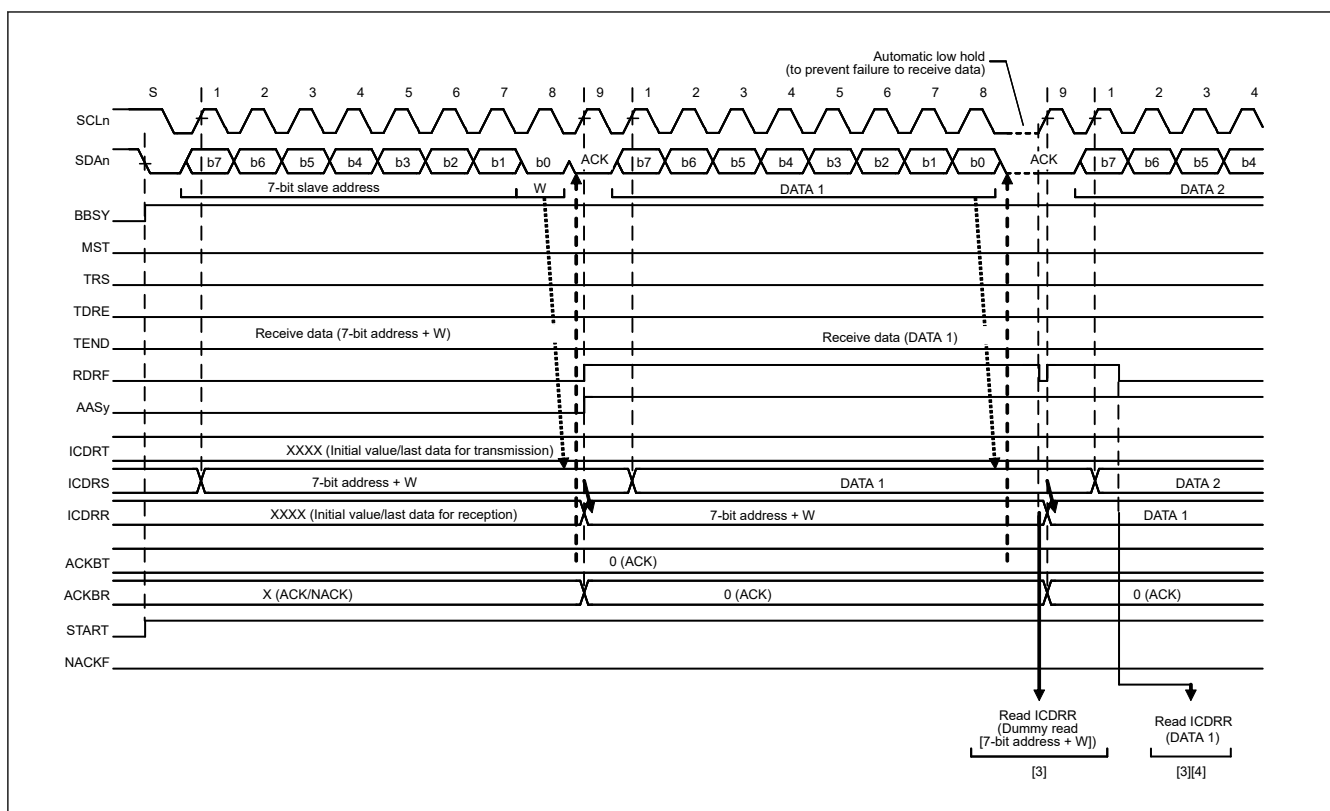 Automatic low hold
(to prevent failure to receive data)
S 1 2 3 4 5 6 7 8 9 1 2 3 4 5 6 7 8 9 1 2 3 4
SCLn
SDAn b7 b6 b5 b4 b3 b2 b1 b0 ACK b7 b6 b5 b4 b3 b2 b1 b0 ACK b7 b6 b5 b4
7-bit slave address W DATA 1 DATA 2
BBSY
MST
TRS
TDRE
Receive data (7-bit address + W) Receive data (DATA 1)
TEND
RDRF
AASy
ICDRT XXXX (Initial value/last data for transmission)
ICDRS 7-bit address + W DATA 1 DATA 2
ICDRR XXXX (Initial value/last data for reception) 7-bit address + W DATA 1
ACKBT 0 (ACK)
ACKBR X (ACK/NACK) 0 (ACK) 0 (ACK)
START
NACKF
Read ICDRR
(Dummy read
[7-bit address + W])
[3]
Read ICDRR
(DATA 1)
[3][4]